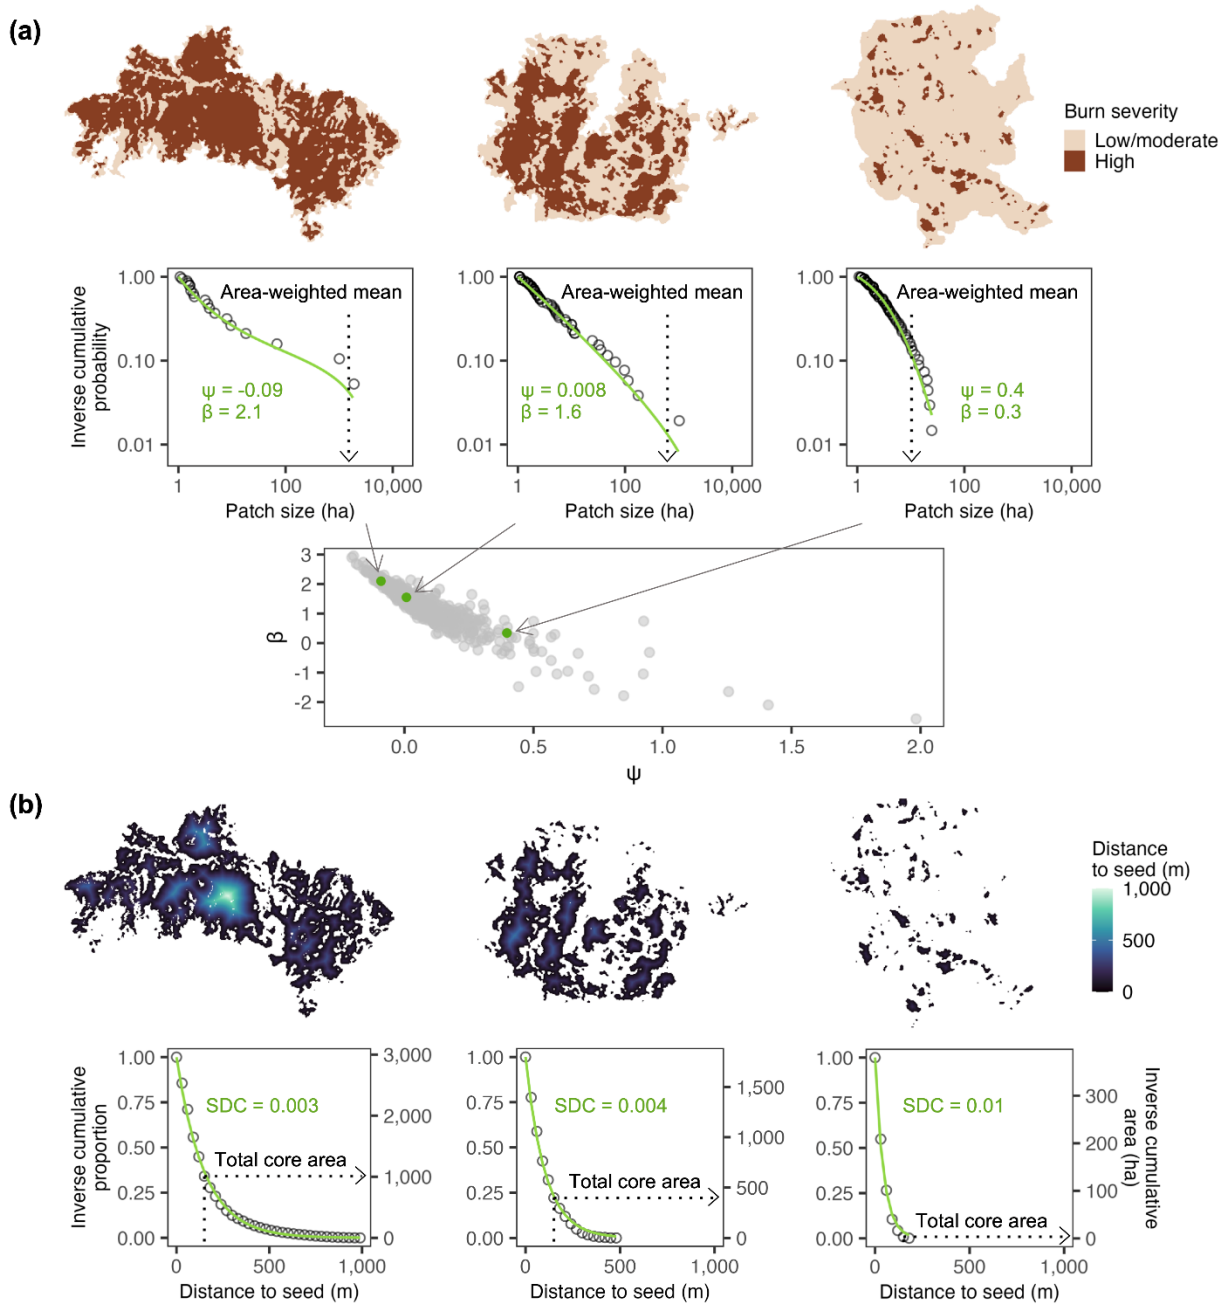 (a)
Burn severity
Low/moderate
High
Inverse cumulative
probability
1.00
0.10
0.01
Area-weighted mean
ψ = -0.09
β = 2.1
1
100
10,000
Patch size (ha)
1.00
0.10
0.01
Area-weighted mean
ψ = 0.008
β = 1.6
1
100
10,000
Patch size (ha)
1.00
0.10
0.01
Area-weighted mean
ψ = 0.4
β = 0.3
1
100
10,000
Patch size (ha)
β
3
2
1
0
-1
-2
0.0
0.5
1.0
1.5
2.0
ψ
(b)
Distance
to seed (m)
1,000
500
0
Inverse cumulative
proportion
1.00
0.75
0.50
0.25
0.00
SDC = 0.003
Total core area
3,000
2,000
1,000
0
0
500
1,000
Distance to seed (m)
1.00
0.75
0.50
0.25
0.00
SDC = 0.004
Total core area
1,500
1,000
400
0
0
500
1,000
Distance to seed (m)
1.00
0.75
0.50
0.25
0.00
SDC = 0.01
Total core area
300
200
100
0
Inverse cumulative
area (ha)
0
500
1,000
Distance to seed (m)